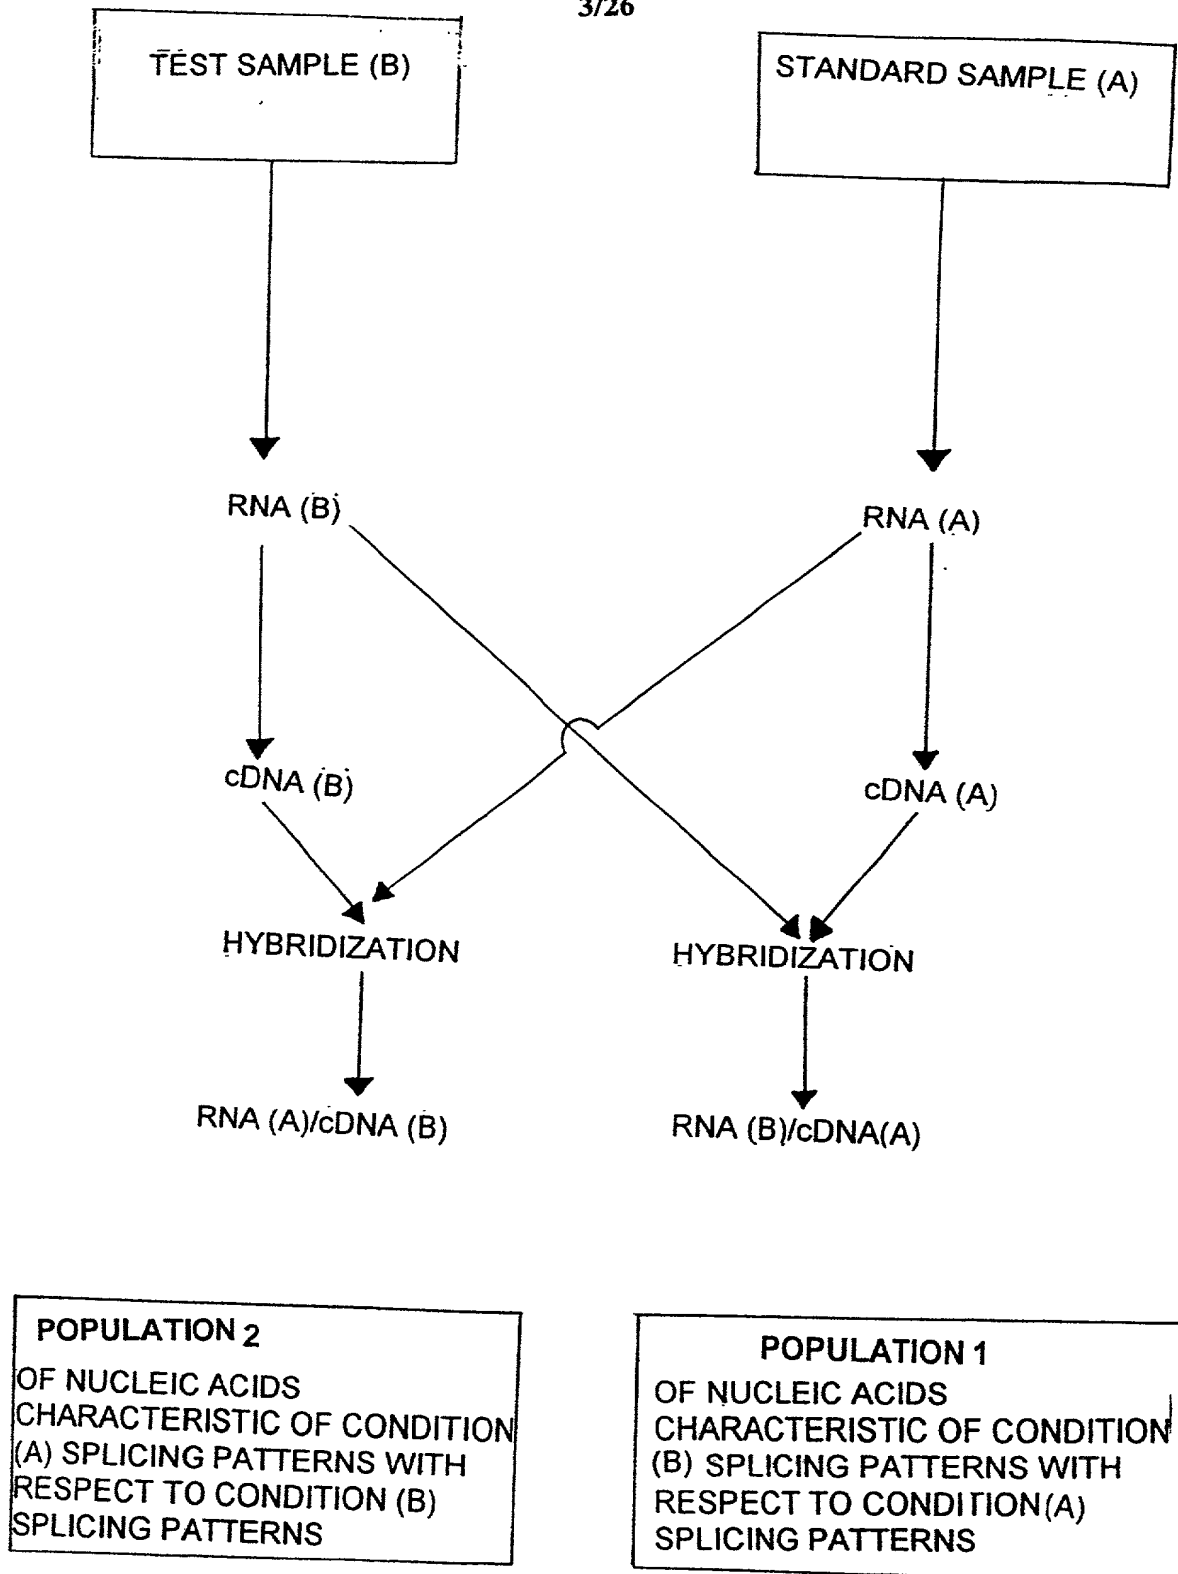 3/26
TEST SAMPLE (B)
STANDARD SAMPLE (A)
RNA (B)
RNA (A)
cDNA (B)
cDNA (A)
HYBRIDIZATION
HYBRIDIZATION
RNA (A)/cDNA (B)
RNA (B)/cDNA(A)
POPULATION 2
OF NUCLEIC ACIDS
CHARACTERISTIC OF CONDITION
(A) SPLICING PATTERNS WITH
RESPECT TO CONDITION (B)
SPLICING PATTERNS
POPULATION 1
OF NUCLEIC ACIDS
CHARACTERISTIC OF CONDITION
(B) SPLICING PATTERNS WITH
RESPECT TO CONDITION(A)
SPLICING PATTERNS